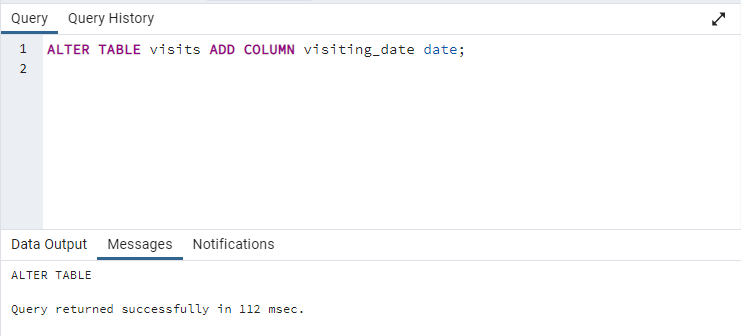 Query Query History
1 ALTER TABLE visits ADD COLUMN visiting_date date;
2
Data Output Messages Notifications
ALTER TABLE
Query returned successfully in 112 msec.